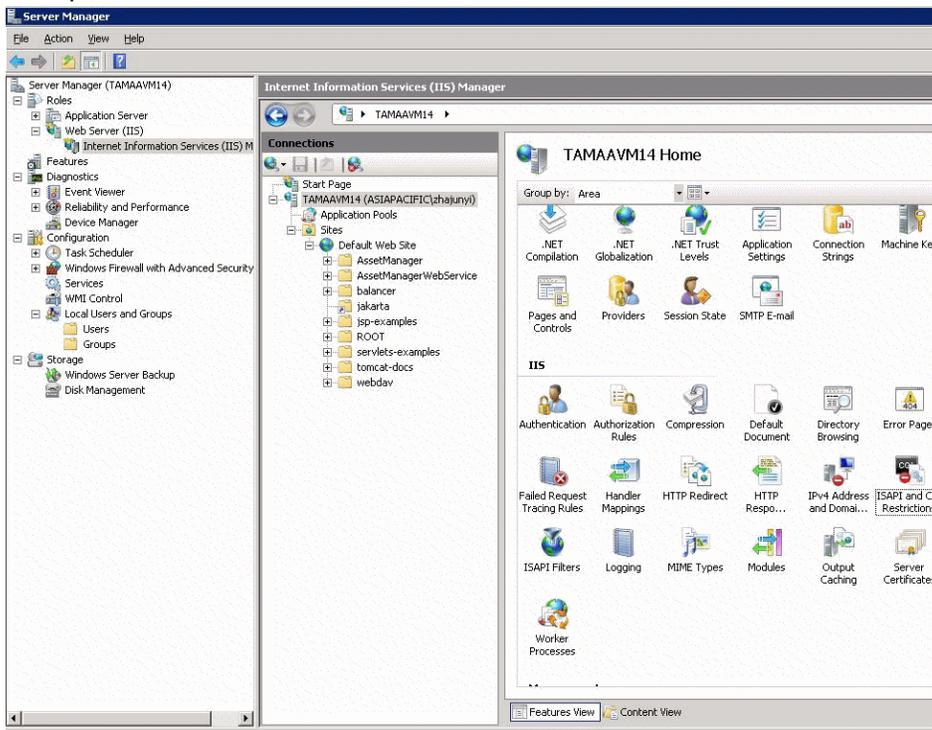 Server Manager
File Action View Help
Server Manager (TAMAAVM14)
Roles
Application Server
Web Server (IIS)
Internet Information Services (IIS) M
Features
Diagnostics
Event Viewer
Reliability and Performance
Device Manager
Configuration
Task Scheduler
Windows Firewall with Advanced Security
Services
WMI Control
Local Users and Groups
Users
Groups
Storage
Windows Server Backup
Disk Management
Internet Information Services (IIS) Manager
TAMAAVM14
Connections
Start Page
TAMAAVM14 (ASIAPACIFIC\zhajunyi)
Application Pools
Sites
Default Web Site
AssetManager
AssetManagerWebService
balancer
jakarta
jsp-examples
ROOT
servlets-examples
tomcat-docs
webdav
TAMAAVM14 Home
Group by: Area
.NET Compilation
.NET Globalization
.NET Trust Levels
Application Settings
Connection Strings
Machine Ke
Pages and Controls
Providers
Session State
SMTP E-mail
IIS
Authentication
Authorization Rules
Compression
Default Document
Directory Browsing
Error Page
Failed Request Tracing Rules
Handler Mappings
HTTP Redirect
HTTP Respo...
IPv4 Address and Domai...
ISAPI and C Restriction
ISAPI Filters
Logging
MIME Types
Modules
Output Caching
Server Certificate
Worker Processes
Features View
Content View